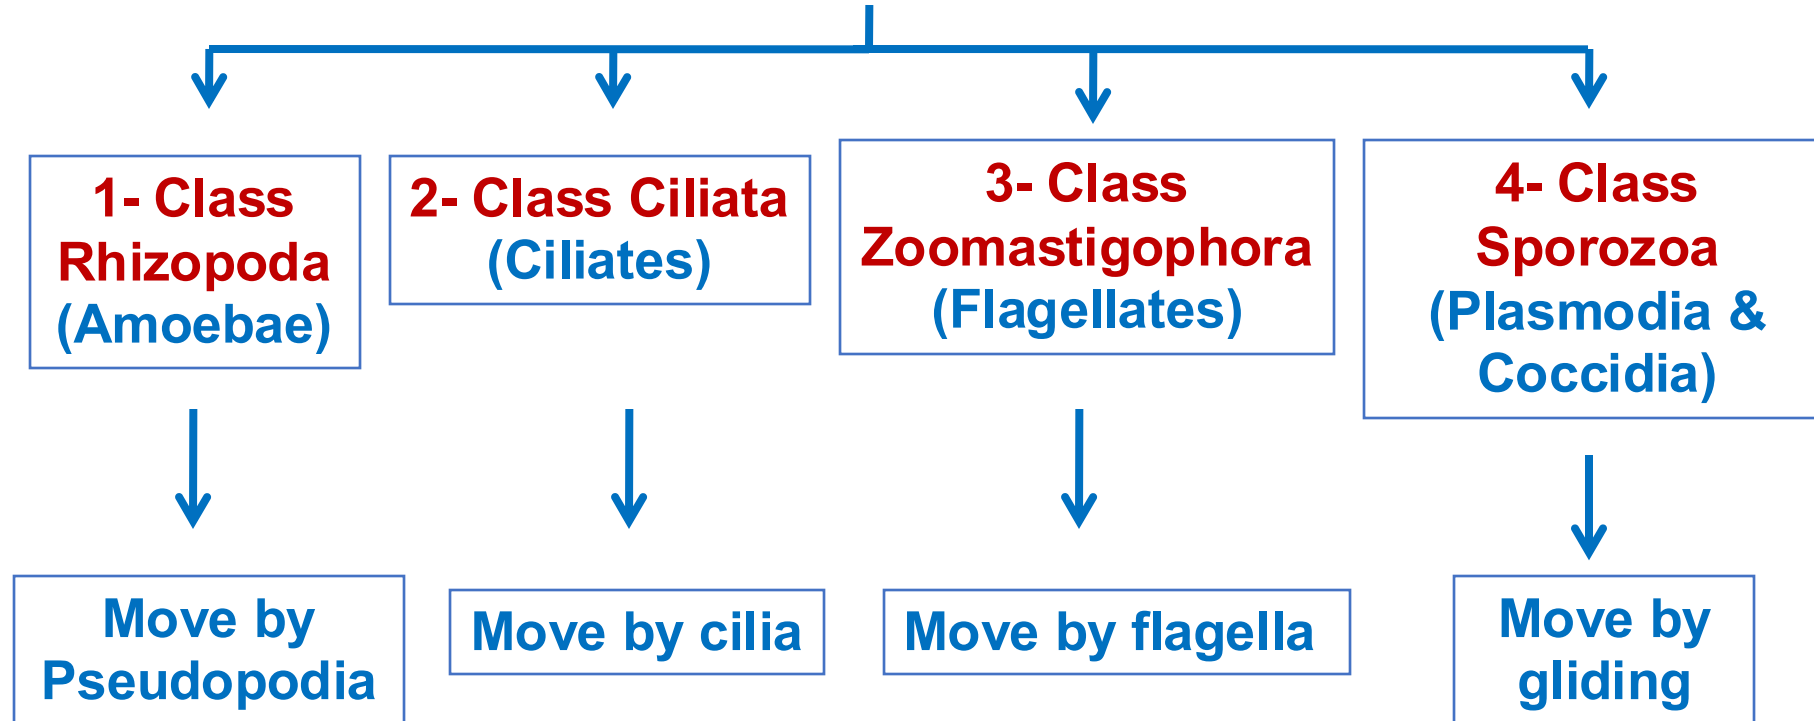 1- Class
Rhizopoda
(Amoebae)
2- Class Ciliata
(Ciliates)
3- Class
Zoomastigophora
(Flagellates)
4- Class
Sporozoa
(Plasmodia &
Coccidia)
Move by
Pseudopodia
Move by cilia
Move by flagella
Move by
gliding